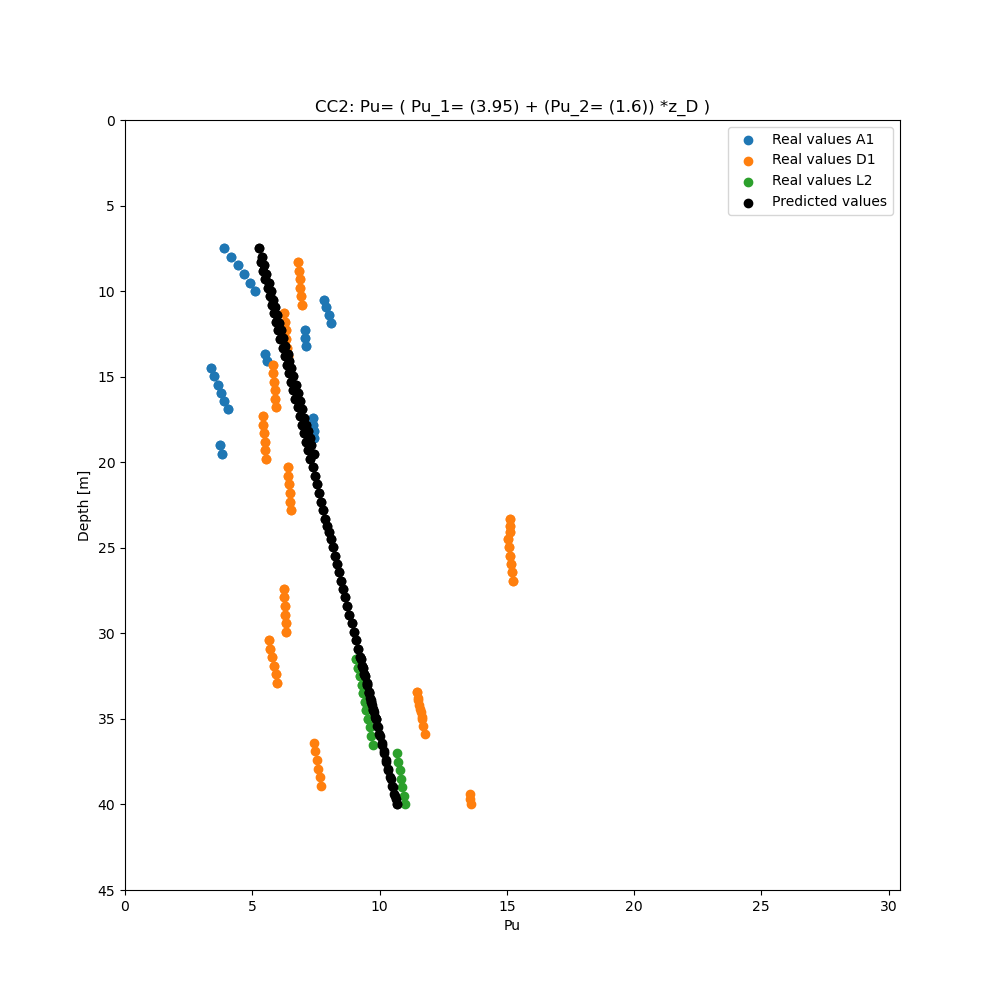 CC2: Pu= ( Pu_1= (3.95) + (Pu_2= (1.6)) *z_D )
Real values A1
Real values D1
Real values L2
Predicted values
0
5
10
15
20
25
30
35
40
45
Depth [m]
0 5 10 15 20 25 30
Pu